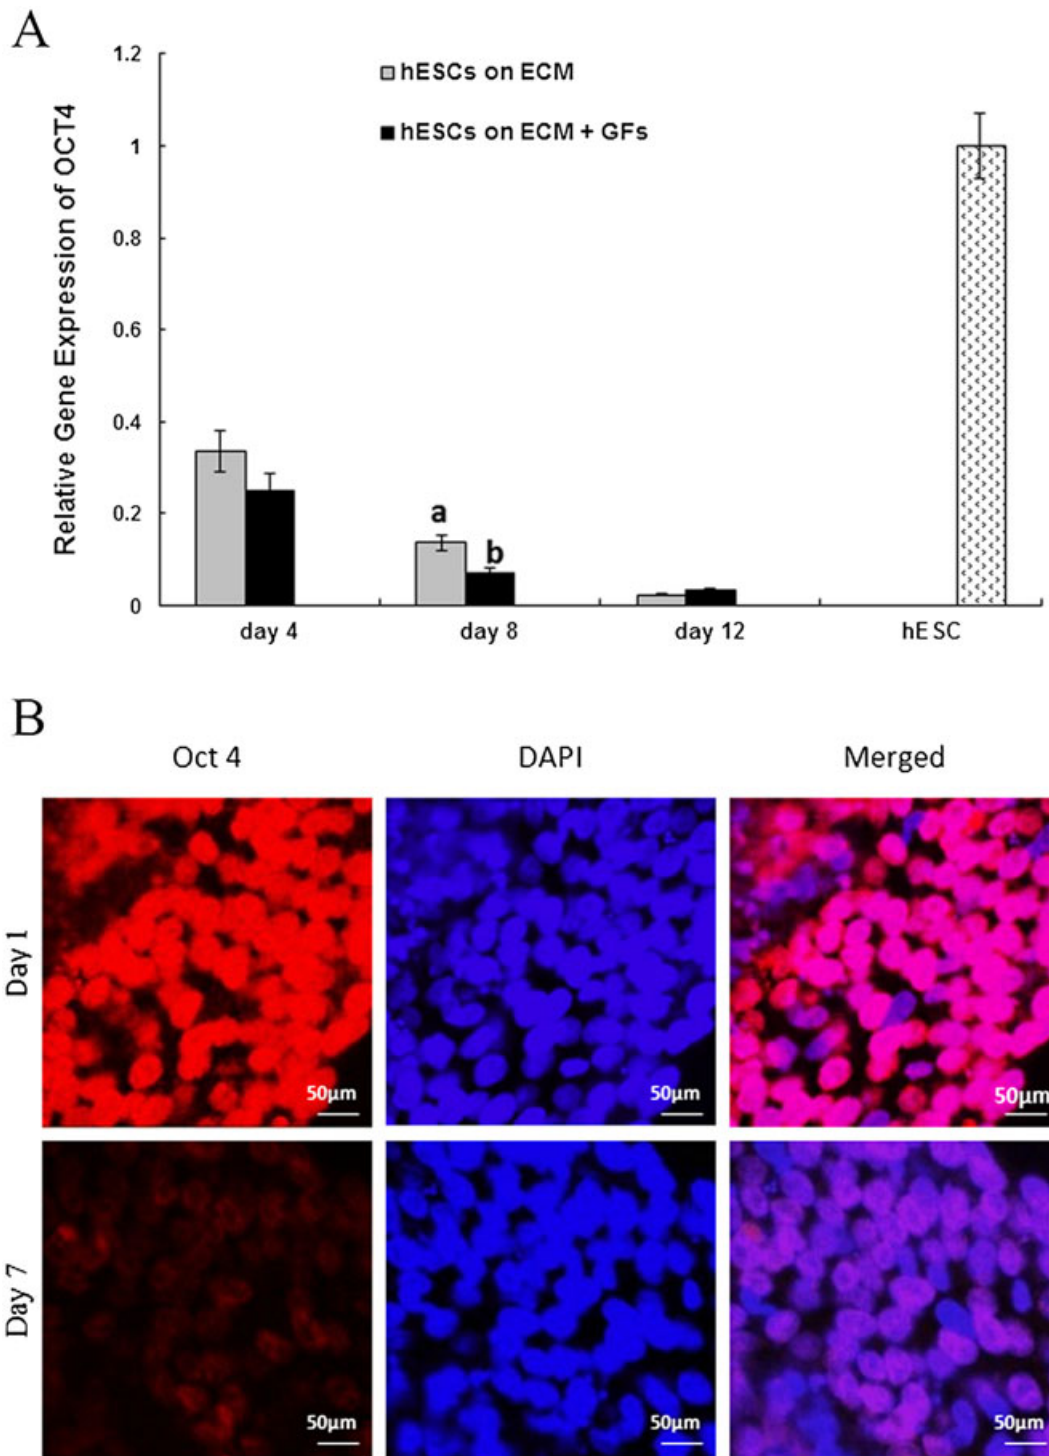 A
1.2
1
0.8
0.6
0.4
0.2
0
Relative Gene Expression of OCT4
hESCs on ECM
hESCs on ECM + GFs
a
b
day 4
day 8
day 12
hESC
B
Oct 4
DAPI
Merged
Day 1
50µm
50µm
50µm
Day 7
50µm
50µm
50µm